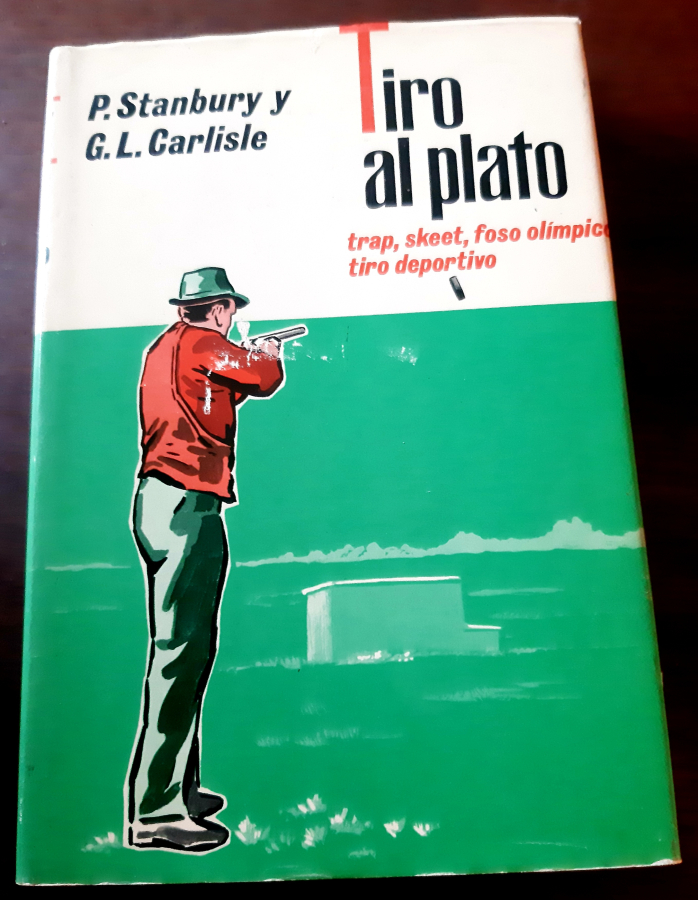 P. Stanbury y
G. L. Carlisle
Tiro
al plato
trap, skeet, foso olímpico
tiro deportivo